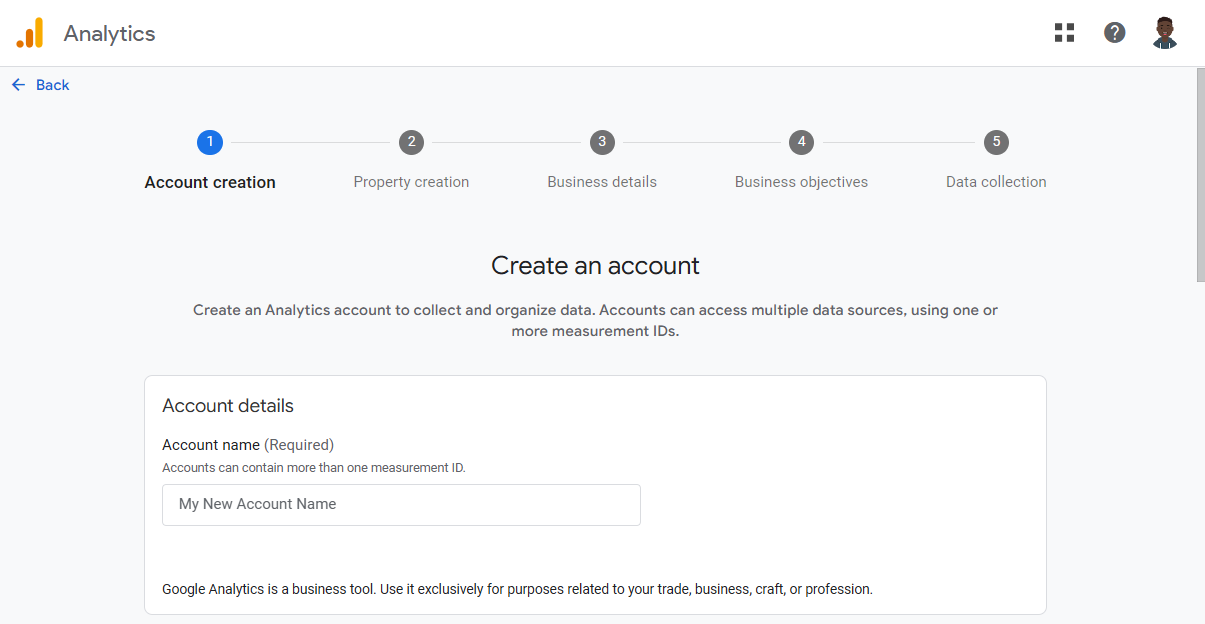 Analytics
?
Back
1
2
3
4
5
Account creation
Property creation
Business details
Business objectives
Data collection
Create an account
Create an Analytics account to collect and organize data. Accounts can access multiple data sources, using one or
more measurement IDs.
Account details
Account name (Required)
Accounts can contain more than one measurement ID.
My New Account Name
Google Analytics is a business tool. Use it exclusively for purposes related to your trade, business, craft, or profession.